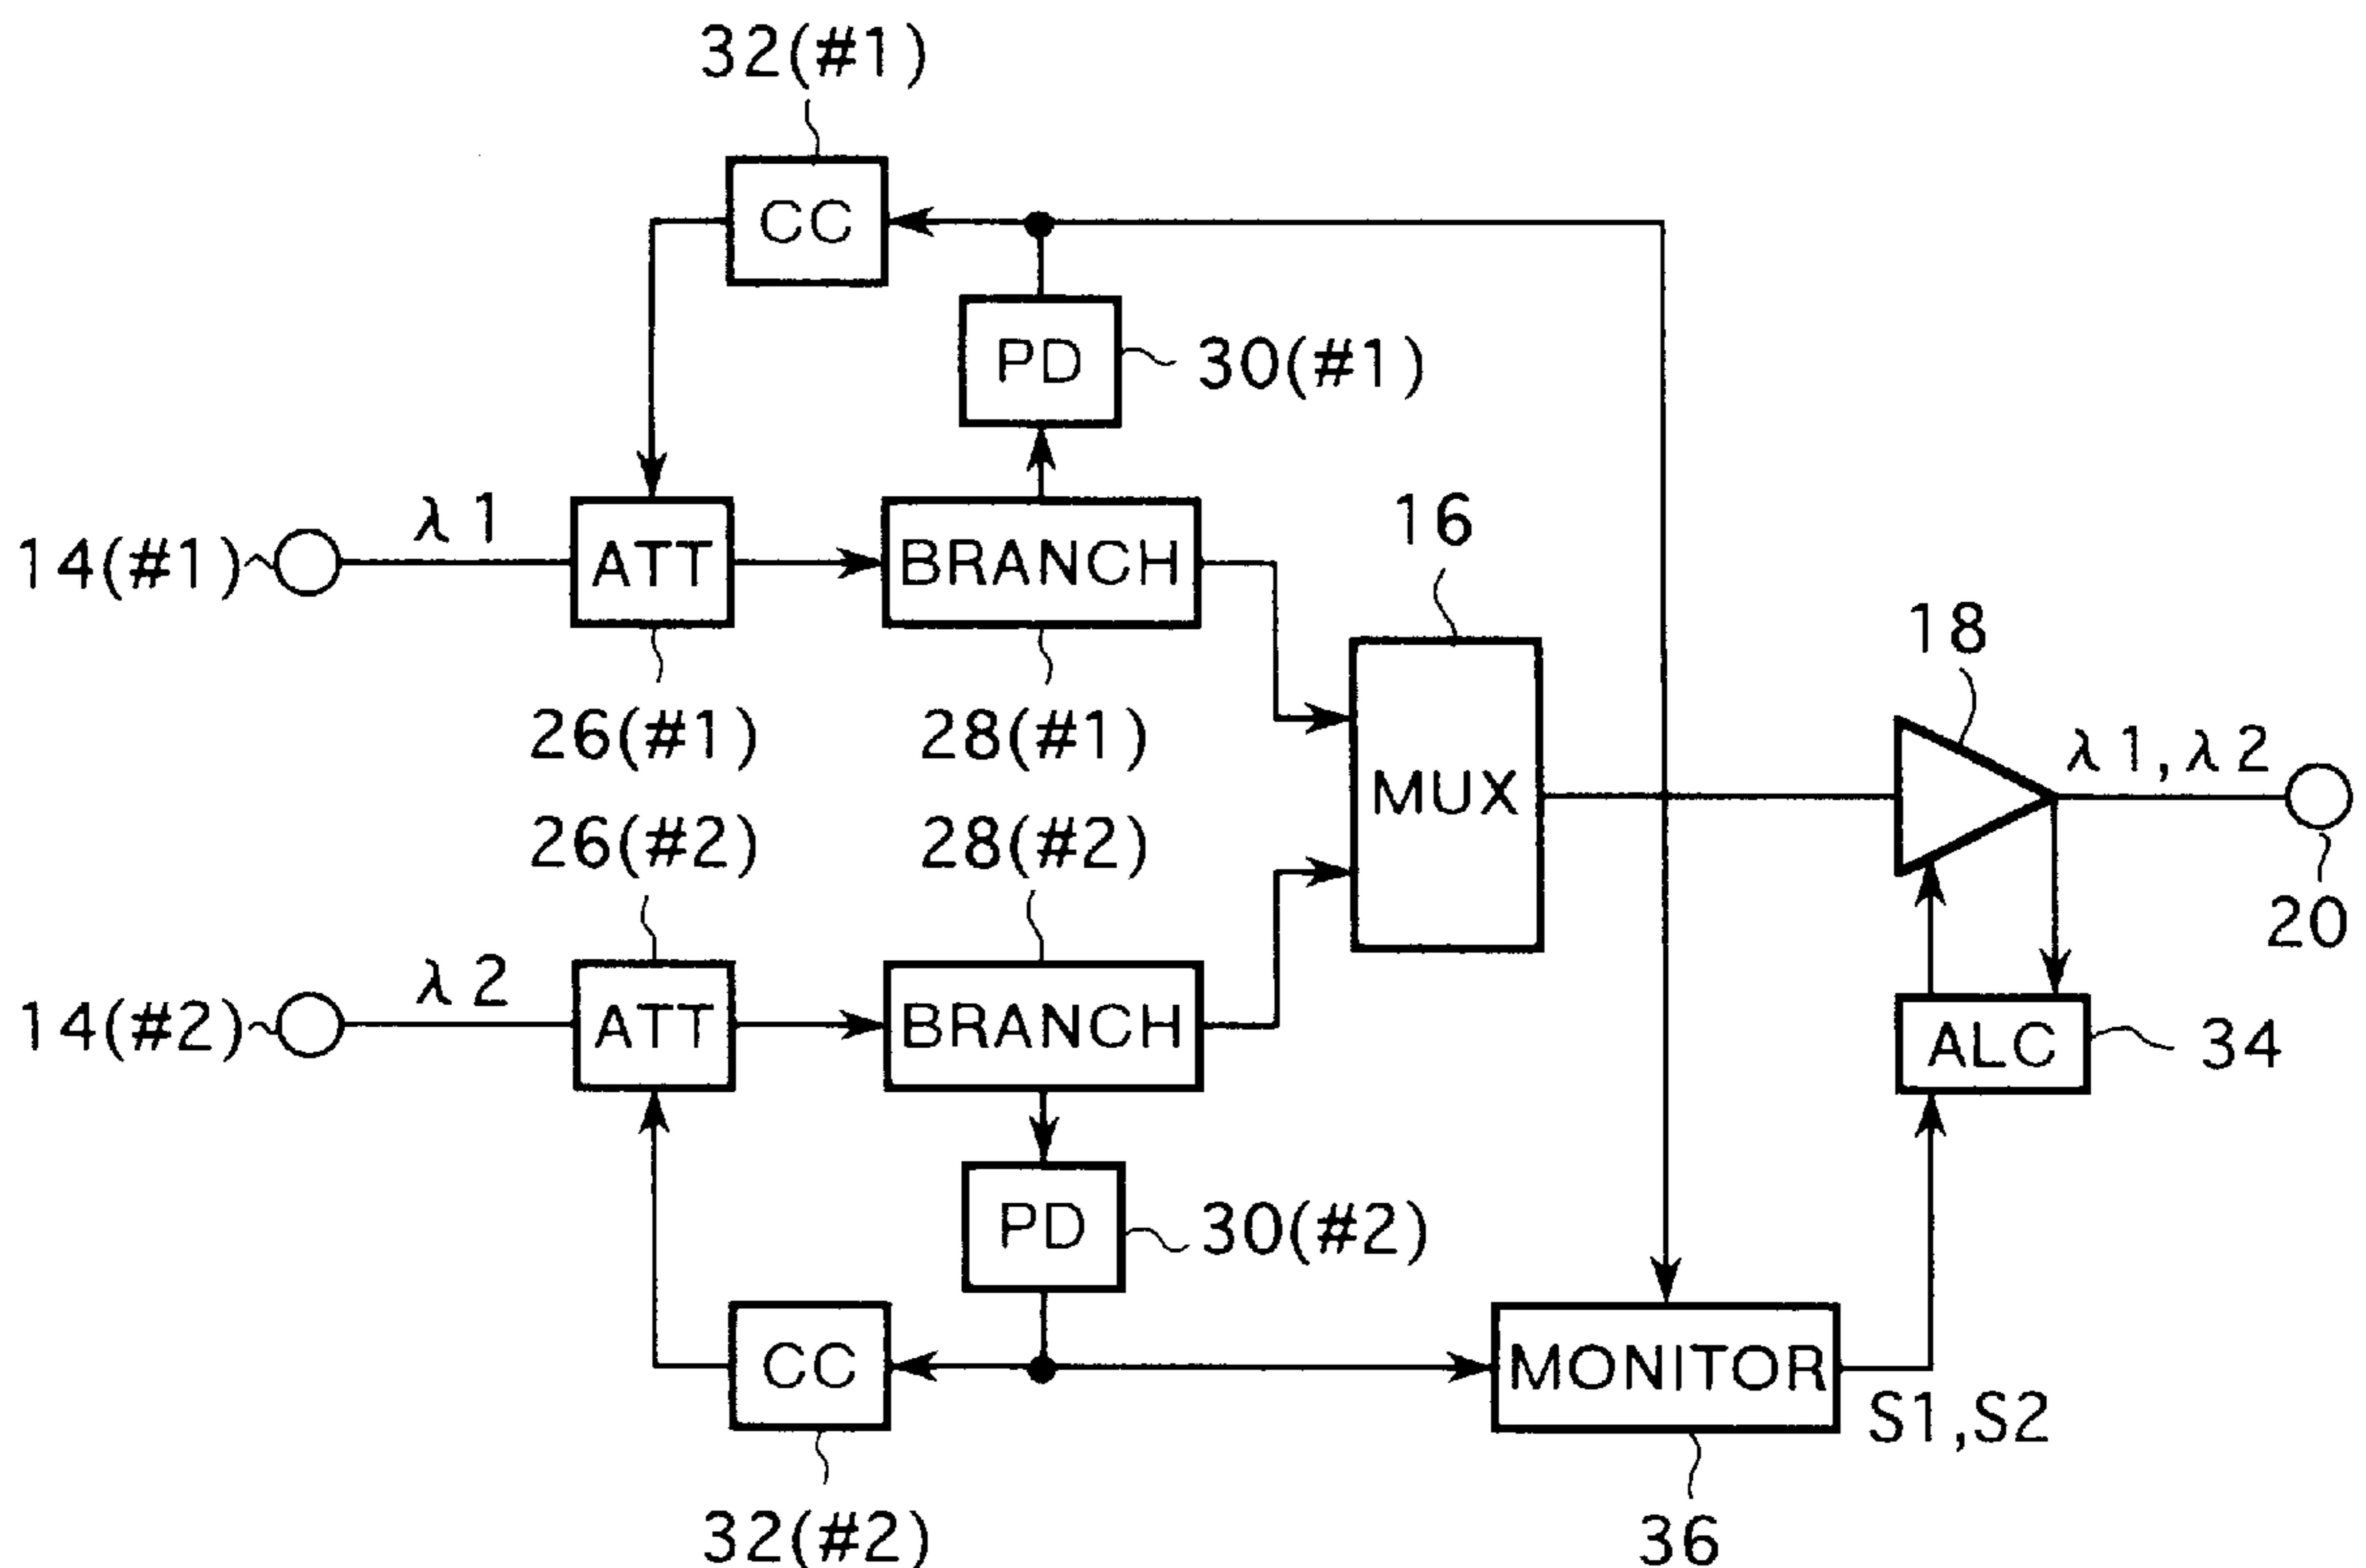 32(#1)
CC
PD
30(#1)
14(#1)
λ1
ATT
BRANCH
16
26(#1)
28(#1)
18
MUX
λ1,λ2
26(#2)
28(#2)
20
14(#2)
λ2
ATT
BRANCH
ALC
34
PD
30(#2)
CC
MONITOR
S1,S2
32(#2)
36